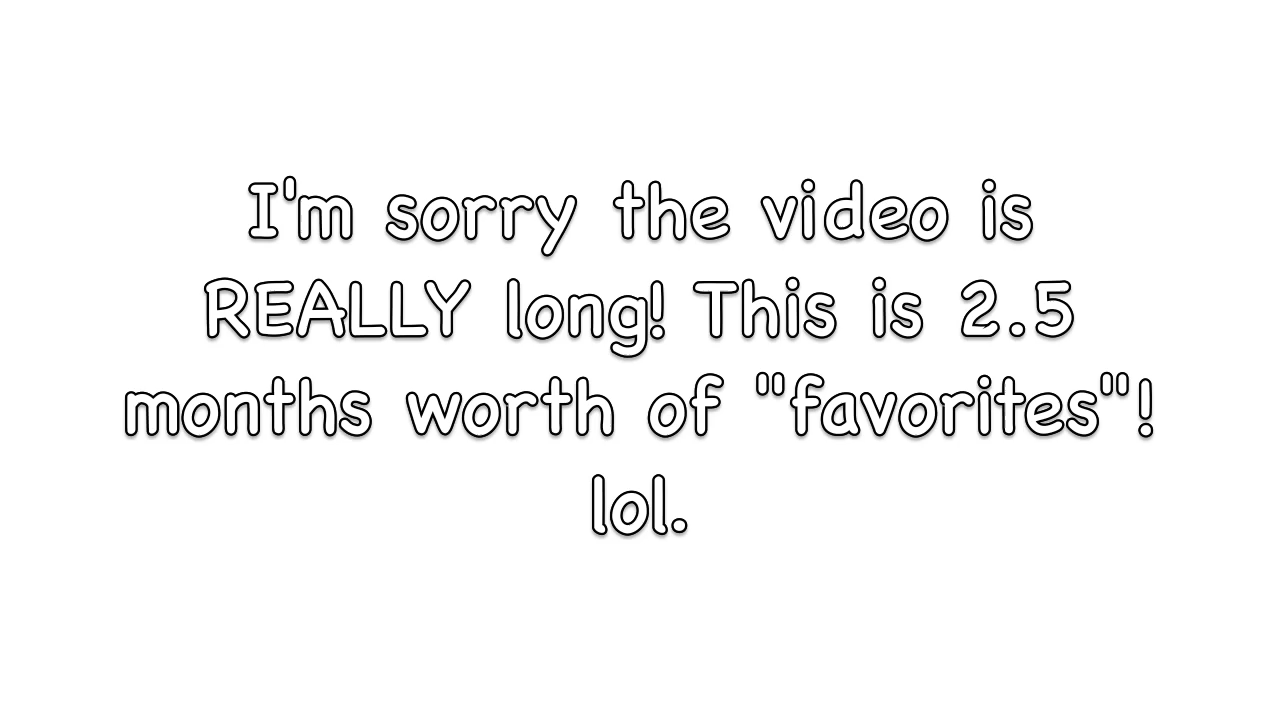 I'm sorry the video is
REALLY long! This is 2.5
months worth of "favorites"!
lol.